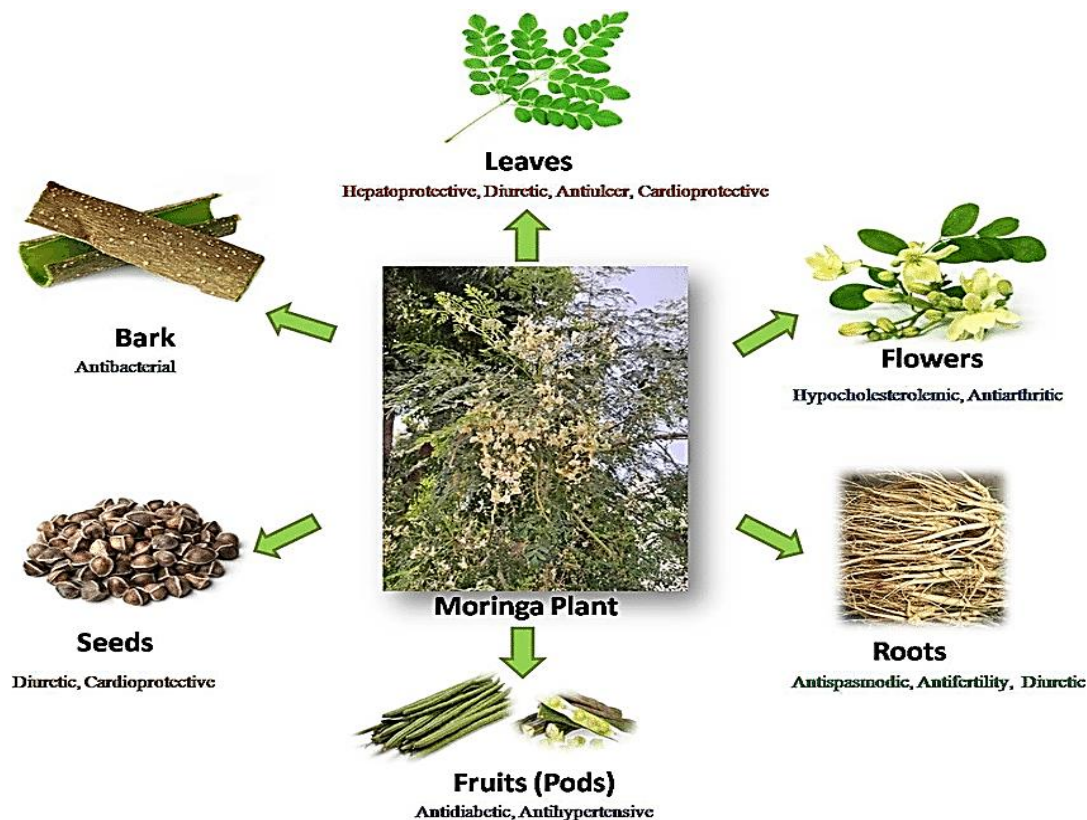 Leaves
Hepatoprotective, Diuretic, Antiulcer, Cardioprotective
Bark
Antibacterial
Flowers
Hypocholesterolemic, Antiarthritic
Moringa Plant
Seeds
Diuretic, Cardioprotective
Roots
Antispasmodic, Antifertility, Diuretic
Fruits (Pods)
Antidiabetic, Antihypertensive